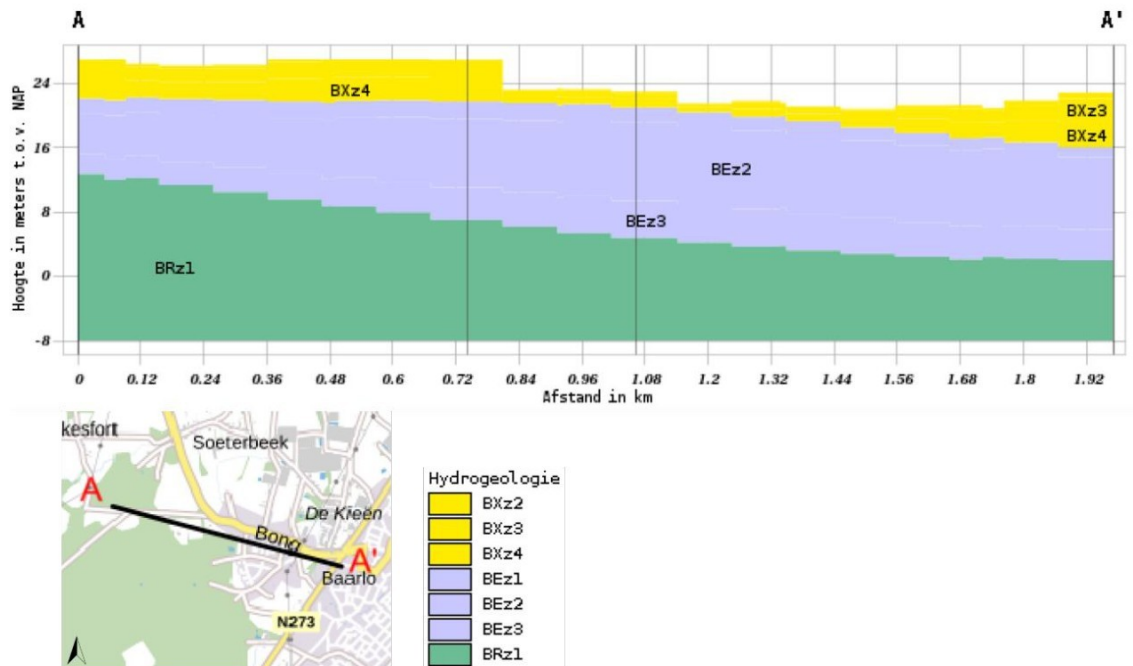 A A'
24
16
8
0
-8
Hoogte in meters t.o.v. NAP
BXz4
BXz3
BXz4
BEz2
BEz3
BRz1
0 0.12 0.24 0.36 0.48 0.6 0.72 0.84 0.96 1.08 1.2 1.32 1.44 1.56 1.68 1.8 1.92
Afstand in km
kesfort
Soeterbeek
A
De Kieën
Bong
A'
Baarlo
N273
Hydrogeologie
BXz2
BXz3
BXz4
BEz1
BEz2
BEz3
BRz1